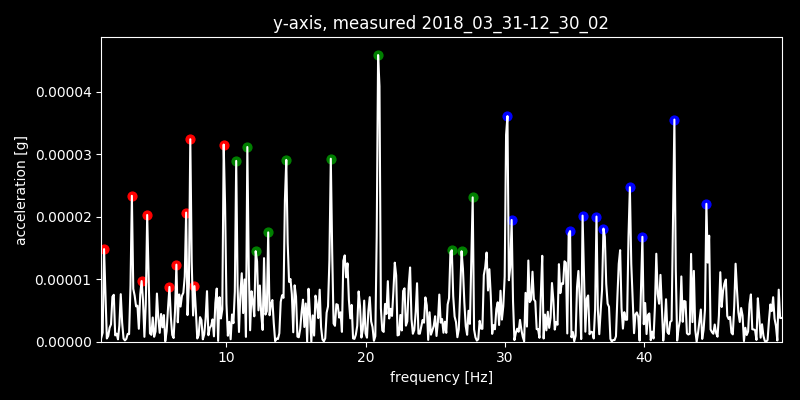 y-axis, measured 2018_03_31-12_30_02
acceleration [g]
0.00004
0.00003
0.00002
0.00001
0.00000
10 20 30 40
frequency [Hz]